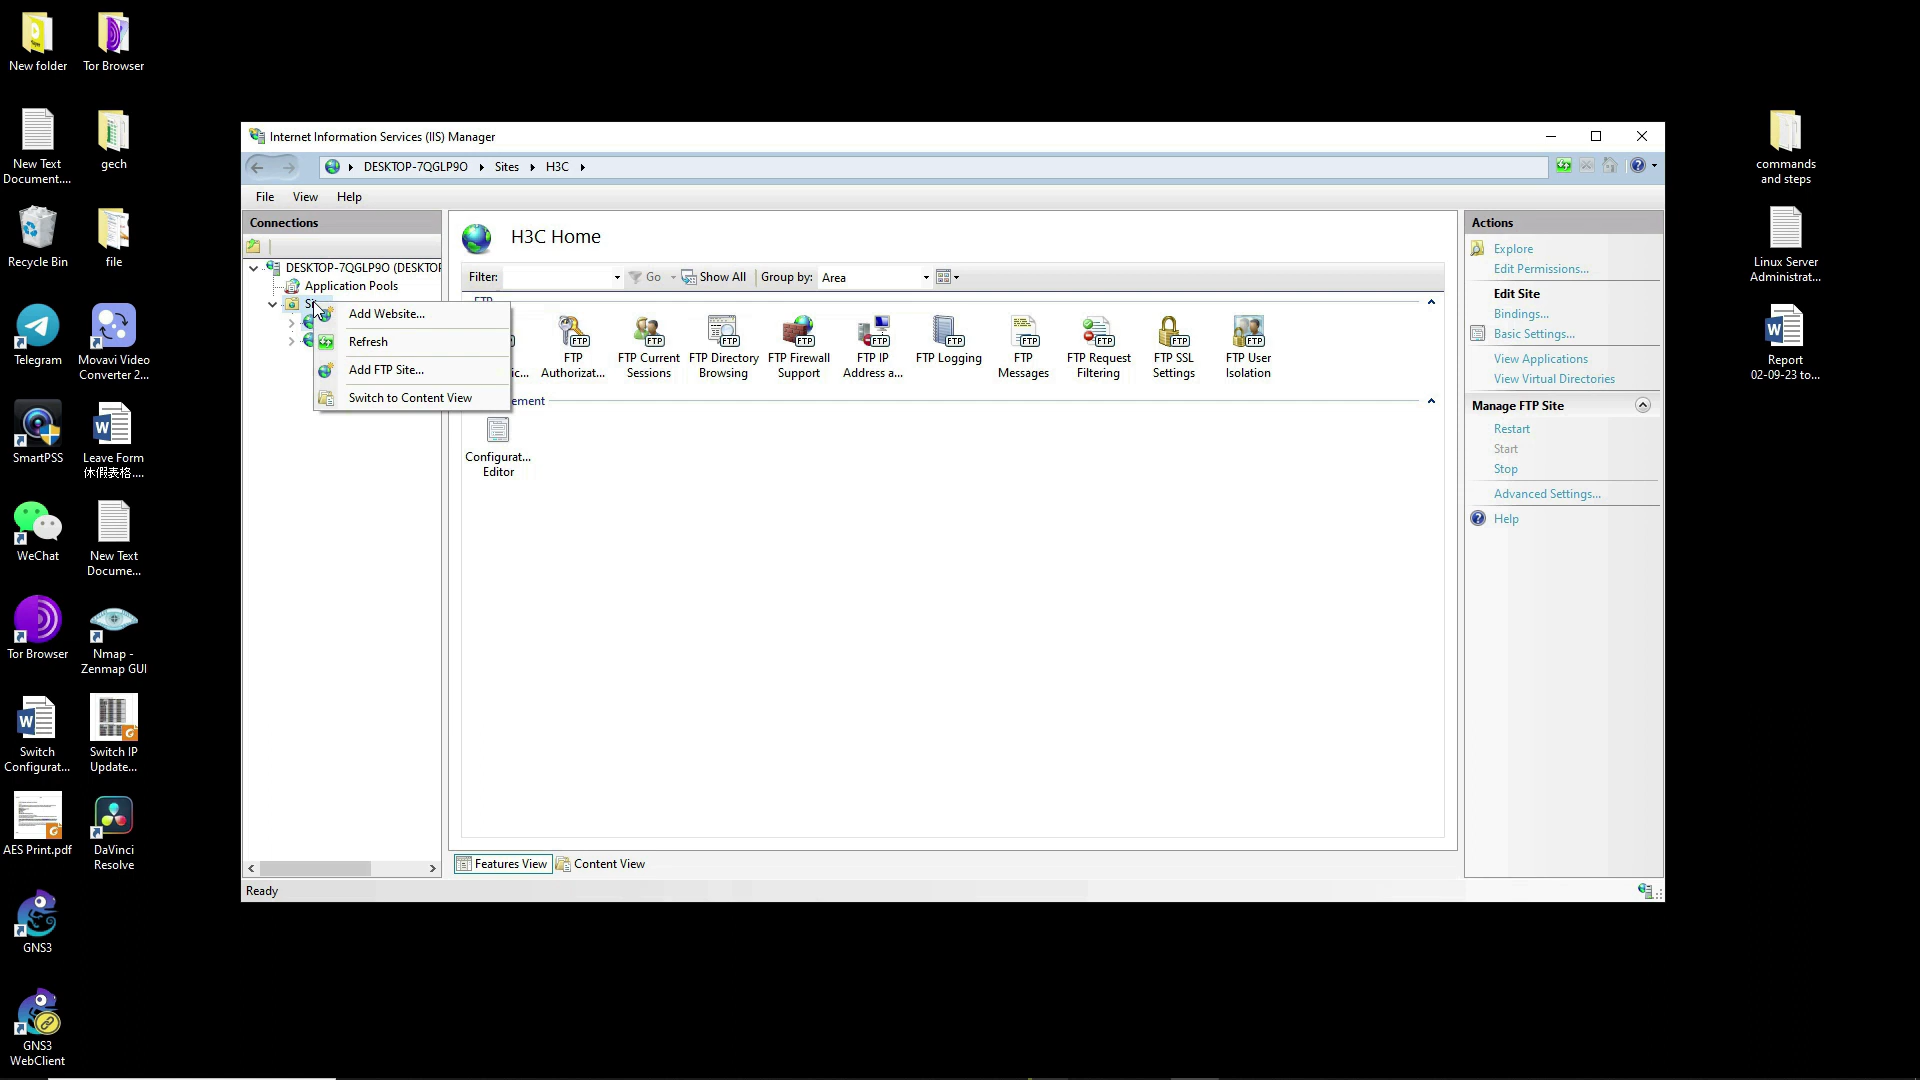 New folder
Tor Browser
New Text
Document....
gech
Recycle Bin
file
Telegram
Movavi Video
Converter 2...
SmartPSS
Leave Form
休假表格....
WeChat
New Text
Docume...
Tor Browser
Nmap -
Zenmap GUI
Switch
Configurat...
Switch IP
Update...
AES Print.pdf
DaVinci
Resolve
GNS3
GNS3
WebClient
Internet Information Services (IIS) Manager
DESKTOP-7QGLP9O
Sites
H3C
File
View
Help
Connections
DESKTOP-7QGLP9O (DESKTOP
Application Pools
Add Website...
Refresh
Add FTP Site...
Switch to Content View
H3C Home
Filter:
Go
Show All
Group by:
Area
FTP
FTP
Authorizat...
FTP Current
Sessions
FTP Directory
Browsing
FTP Firewall
Support
FTP IP
Address a...
FTP Logging
FTP
Messages
FTP Request
Filtering
FTP SSL
Settings
FTP User
Isolation
ement
Configurat...
Editor
Features View
Content View
Ready
Actions
Explore
Edit Permissions...
Edit Site
Bindings...
Basic Settings...
View Applications
View Virtual Directories
Manage FTP Site
Restart
Start
Stop
Advanced Settings...
Help
commands
and steps
Linux Server
Administrat...
Report
02-09-23 to...